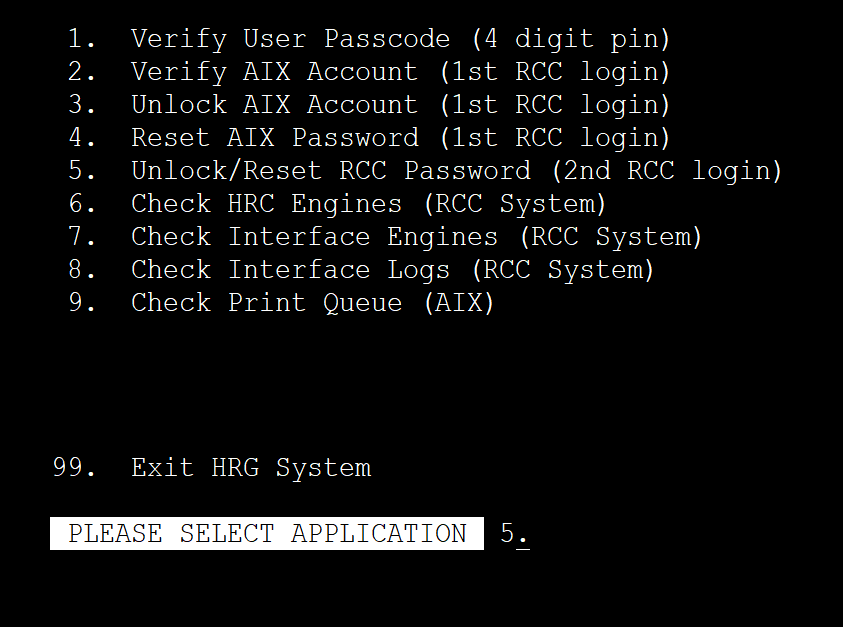 1. Verify User Passcode (4 digit pin)
2. Verify AIX Account (1st RCC login)
3. Unlock AIX Account (1st RCC login)
4. Reset AIX Password (1st RCC login)
5. Unlock/Reset RCC Password (2nd RCC login)
6. Check HRC Engines (RCC System)
7. Check Interface Engines (RCC System)
8. Check Interface Logs (RCC System)
9. Check Print Queue (AIX)
99. Exit HRG System
PLEASE SELECT APPLICATION 5._